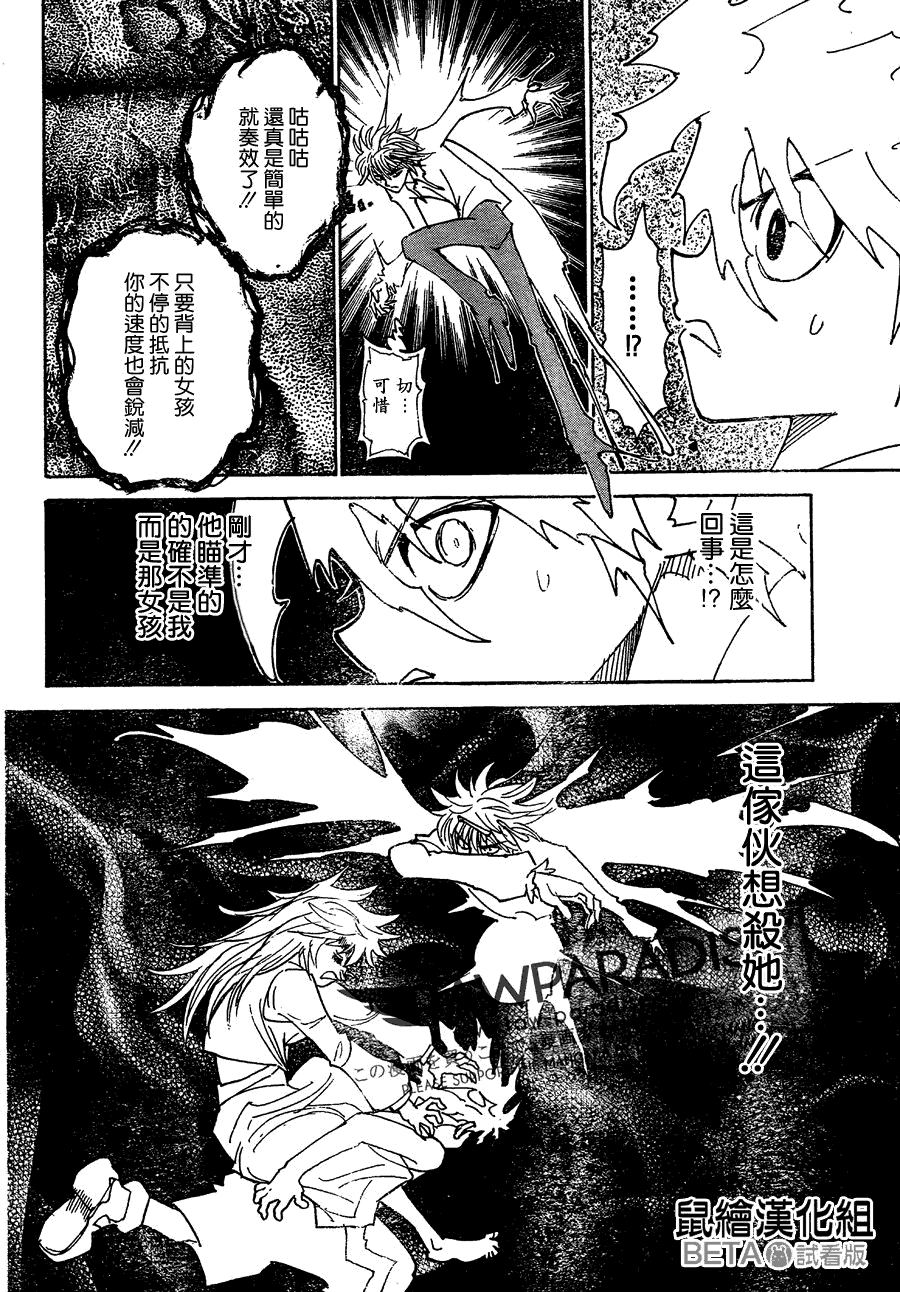 ……!?
切…
可惜
咕咕咕
還真是簡單的
就奏效了!!
只要背上的女孩
不停的抵抗
你的速度也會銳減!!
這是怎麼
回事…!?
剛才…
他瞄準的
的確不是我
而是那女孩
這傢伙想殺她…!!
WPARADIS
PLEASE SUPPO
鼠繪漢化組
BETA 試看版